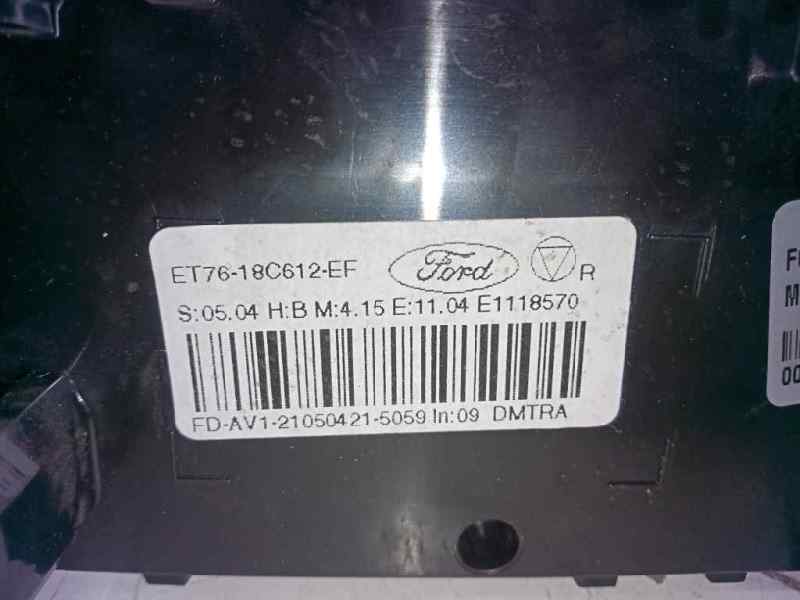 ET76-18C612-EF Ford R
S:05.04 H:B M:4.15 E:11.04 E1118570
FD-AV1-21050421-5059 In:09 DMTRA